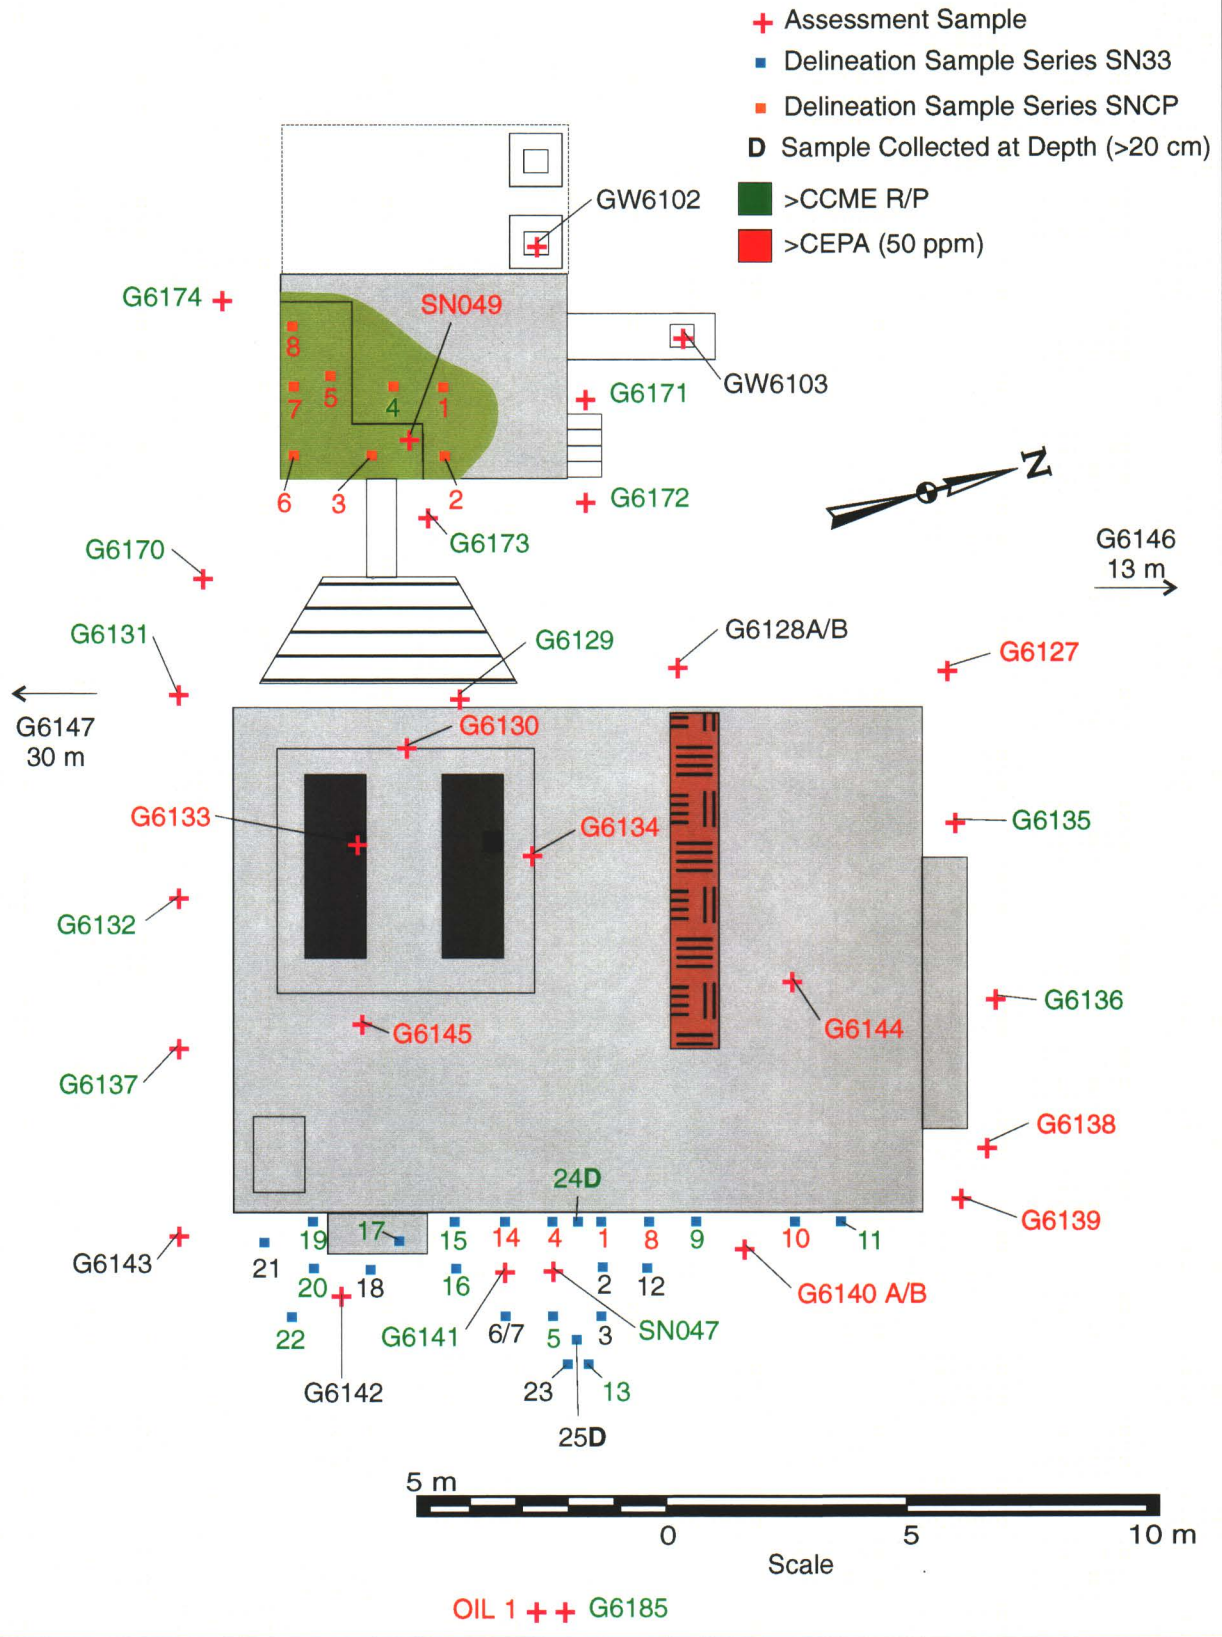 Assessment Sample
Delineation Sample Series SN33
Delineation Sample Series SNCP
D Sample Collected at Depth (>20 cm)
>CCME R/P
>CEPA (50 ppm)
GW6102
G6174
SN049
8
GW6103
5
7
4
1
G6171
6
3
2
G6172
N
G6173
G6170
G6146
13 m
G6131
G6129
G6128A/B
G6127
G6147
30 m
G6130
G6133
G6134
G6135
G6132
G6136
G6144
G6145
G6137
G6138
24D
G6139
19
17
15
14
4
1
8
9
10
11
G6143
21
20
18
16
2
12
G6140 A/B
22
G6141
6/7
5
3
SN047
G6142
23
13
25D
5 m
0
5
10 m
Scale
OIL 1
G6185